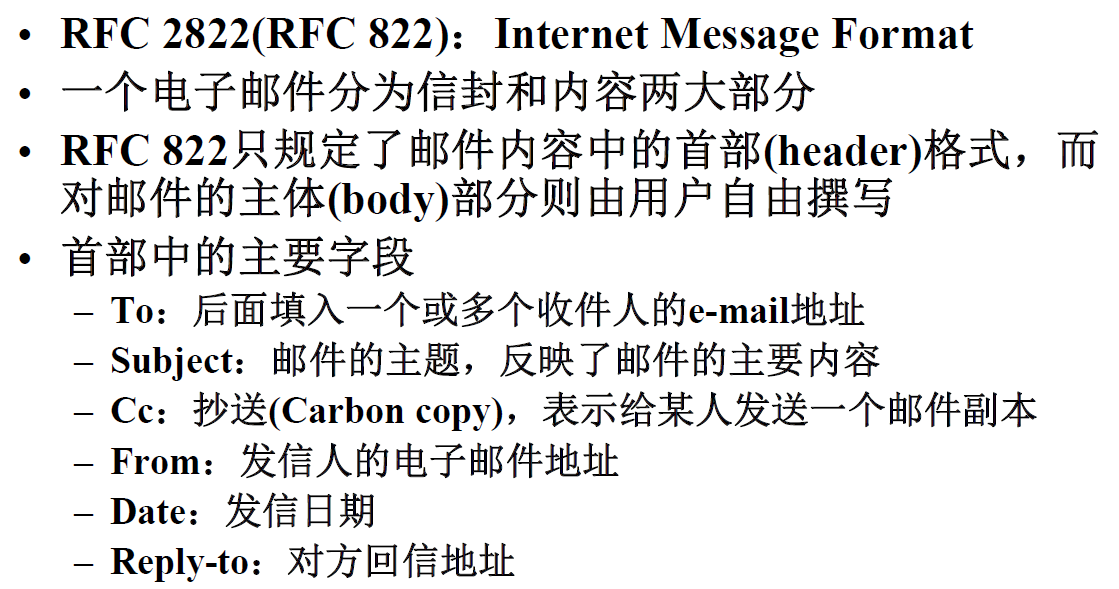 • RFC 2822(RFC 822)：Internet Message Format
• 一个电子邮件分为信封和内容两大部分
• RFC 822只规定了邮件内容中的首部(header)格式，而
对邮件的主体(body)部分则由用户自由撰写
• 首部中的主要字段
– To：后面填入一个或多个收件人的e-mail地址
– Subject：邮件的主题，反映了邮件的主要内容
– Cc：抄送(Carbon copy)，表示给某人发送一个邮件副本
– From：发信人的电子邮件地址
– Date：发信日期
– Reply-to：对方回信地址